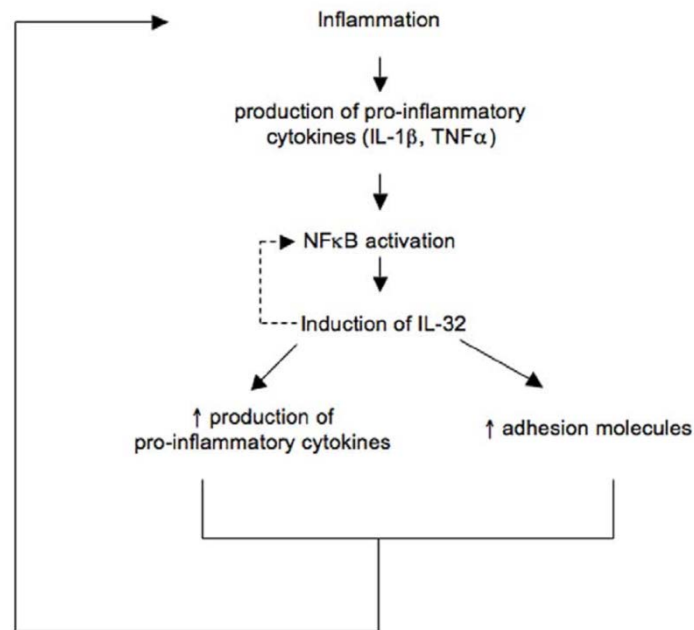 Inflammation
production of pro-inflammatory
cytokines (IL-1β, TNFα)
NFκB activation
Induction of IL-32
↑ production of
pro-inflammatory cytokines
↑ adhesion molecules